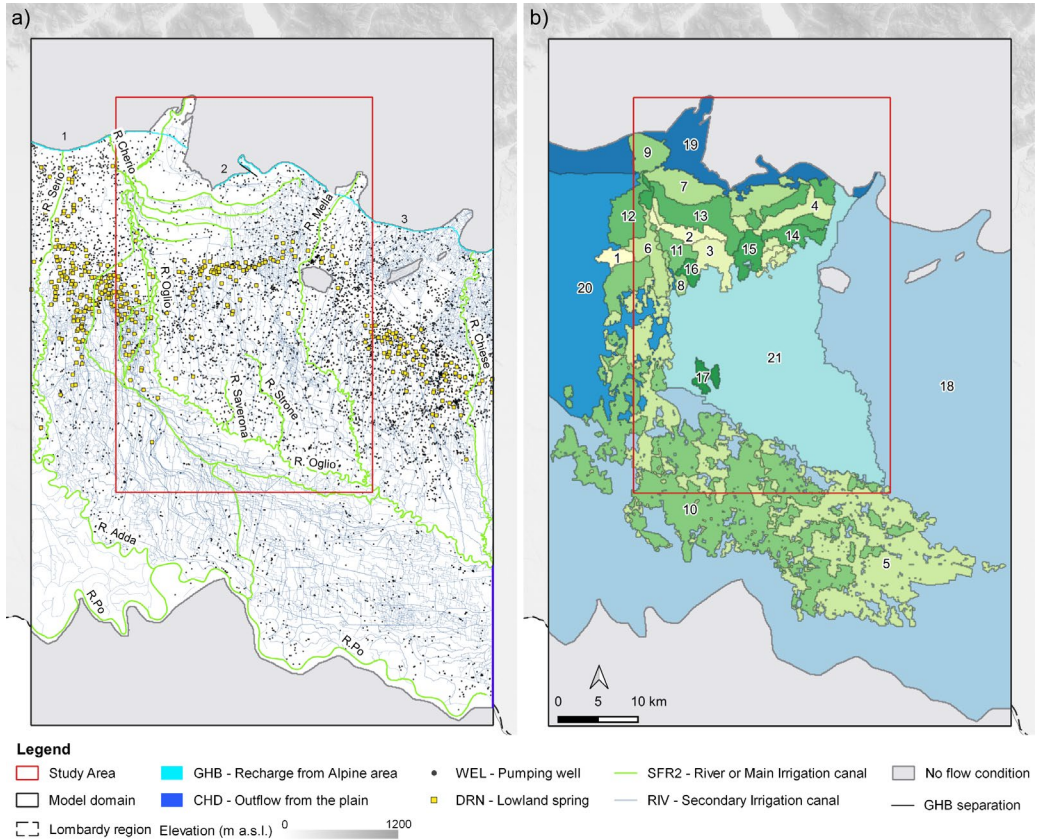 a)
1
2
3
R. Serio
R.Cherio
R. Mella
R. Oglio
R. Chiese
R. Saverona
R. Strone
R. Oglio
R. Adda
R.Po
R.Po
b)
19
9
7
4
12
13
2
14
6
11
3
15
1
16
8
20
21
17
18
10
5
0 5 10 km
Legend
Study Area
GHB - Recharge from Alpine area
WEL - Pumping well
SFR2 - River or Main Irrigation canal
No flow condition
Model domain
CHD - Outflow from the plain
DRN - Lowland spring
RIV - Secondary Irrigation canal
GHB separation
Lombardy region
Elevation (m a.s.l.) 0 1200